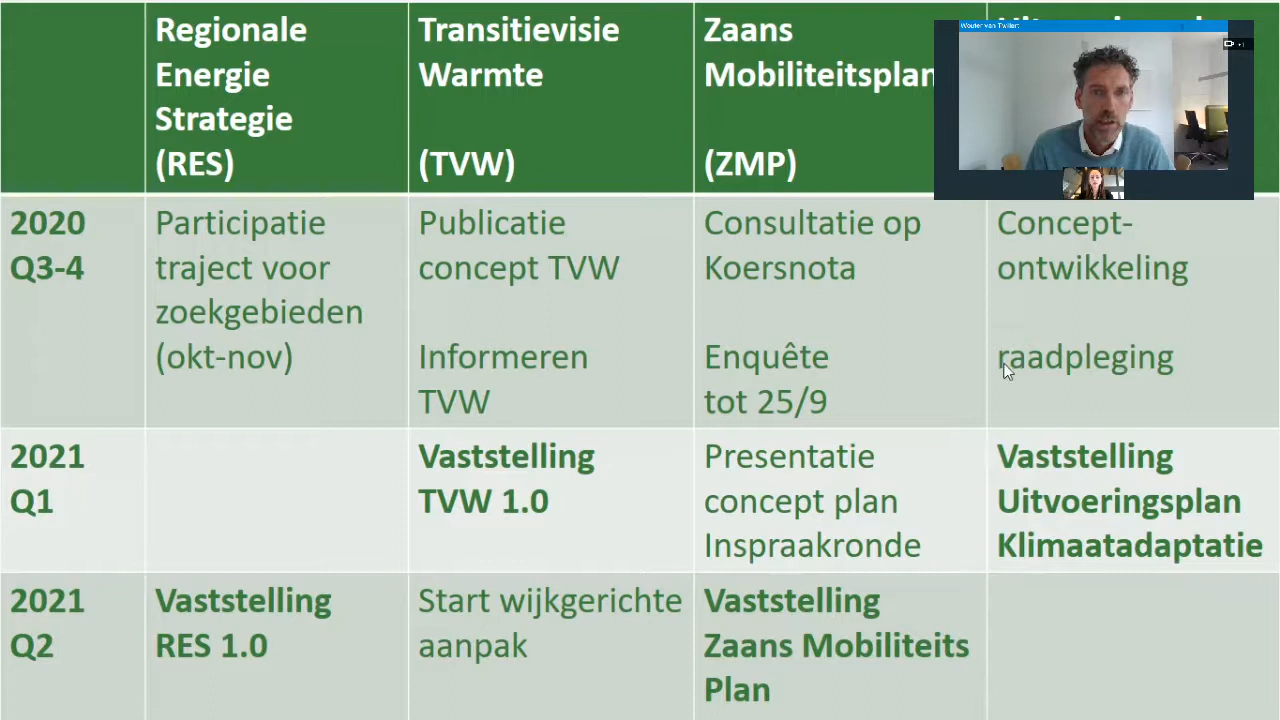 Regionale
Energie
Strategie
(RES)
Transitievisie
Warmte
(TVW)
Zaans
Mobiliteitsplan
(ZMP)
Wouter van Twillert
2020
Q3-4
Participatie
traject voor
zoekgebieden
(okt-nov)
Publicatie
concept TVW
Informeren
TVW
Consultatie op
Koersnota
Enquête
tot 25/9
Concept-
ontwikkeling
raadpleging
2021
Q1
Vaststelling
TVW 1.0
Presentatie
concept plan
Inspraakronde
Vaststelling
Uitvoeringsplan
Klimaatadaptatie
2021
Q2
Vaststelling
RES 1.0
Start wijkgerichte
aanpak
Vaststelling
Zaans Mobiliteits
Plan